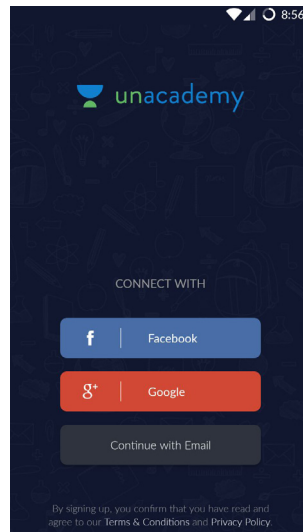 8:56
unacademy
CONNECT WITH
f Facebook
g+ Google
Continue with Email
By signing up, you confirm that you have read and
agree to our Terms & Conditions and Privacy Policy.